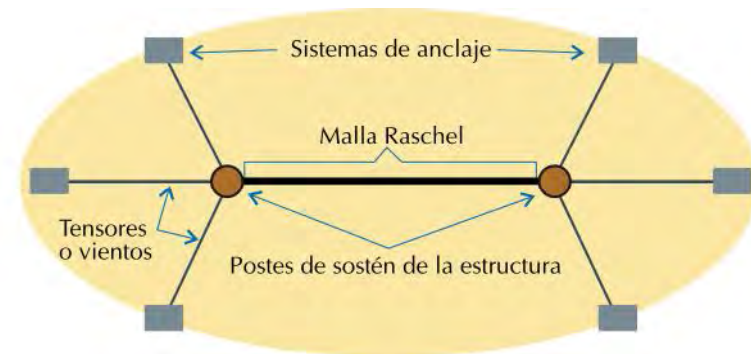 Sistemas de anclaje
Malla Raschel
Tensores
o vientos
Postes de sostén de la estructura